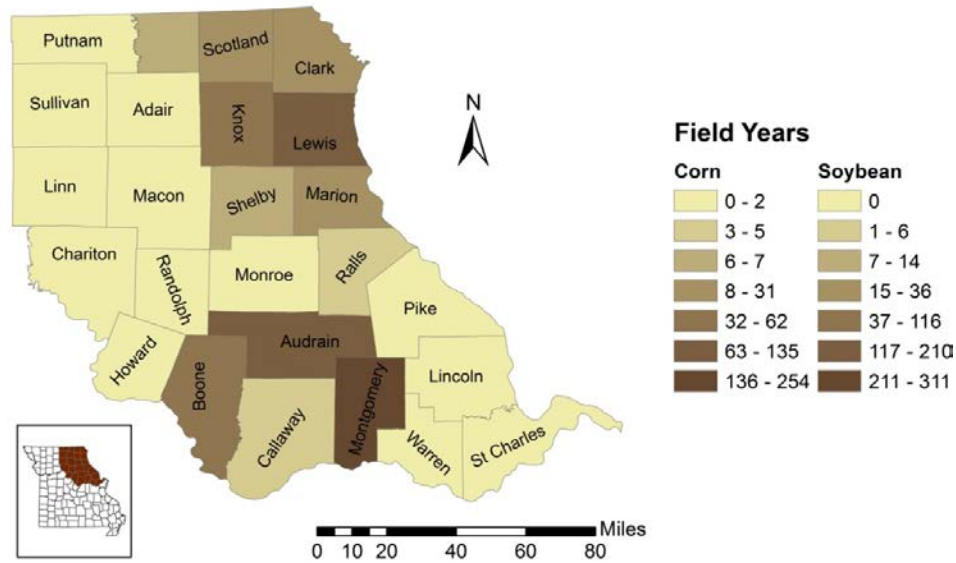 Putnam
Scotland
Clark
Sullivan
Adair
Knox
Lewis
Linn
Macon
Shelby
Marion
Chariton
Randolph
Monroe
Ralls
Pike
Howard
Boone
Audrain
Callaway
Montgomery
Lincoln
Warren
St Charles
N
Field Years
Corn Soybean
0 - 2 0
3 - 5 1 - 6
6 - 7 7 - 14
8 - 31 15 - 36
32 - 62 37 - 116
63 - 135 117 - 210
136 - 254 211 - 311
Miles
0 10 20 40 60 80